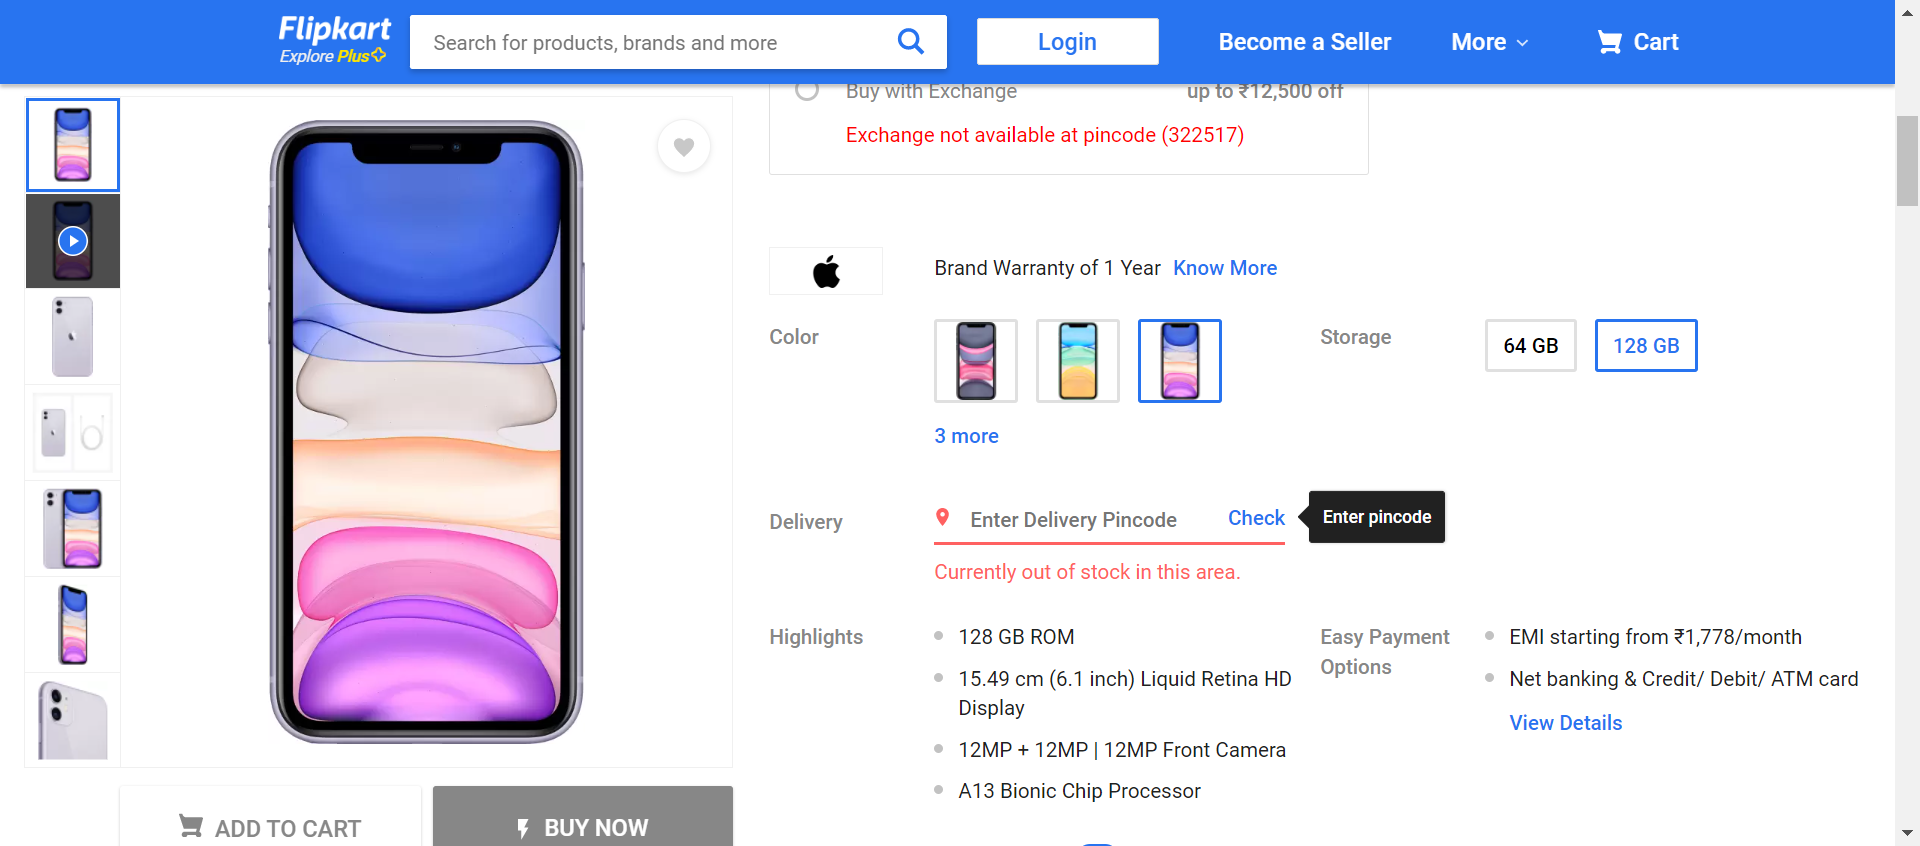 Flipkart
Explore Plus
Search for products, brands and more
Login
Become a Seller
More
Cart
Buy with Exchange
up to ₹12,500 off
Exchange not available at pincode (322517)
Brand Warranty of 1 Year Know More
Color
Storage
64 GB
128 GB
3 more
Delivery
Enter Delivery Pincode
Check
Enter pincode
Currently out of stock in this area.
Highlights
128 GB ROM
15.49 cm (6.1 inch) Liquid Retina HD
Display
12MP + 12MP | 12MP Front Camera
A13 Bionic Chip Processor
Easy Payment
Options
EMI starting from ₹1,778/month
Net banking & Credit/ Debit/ ATM card
View Details
ADD TO CART
BUY NOW